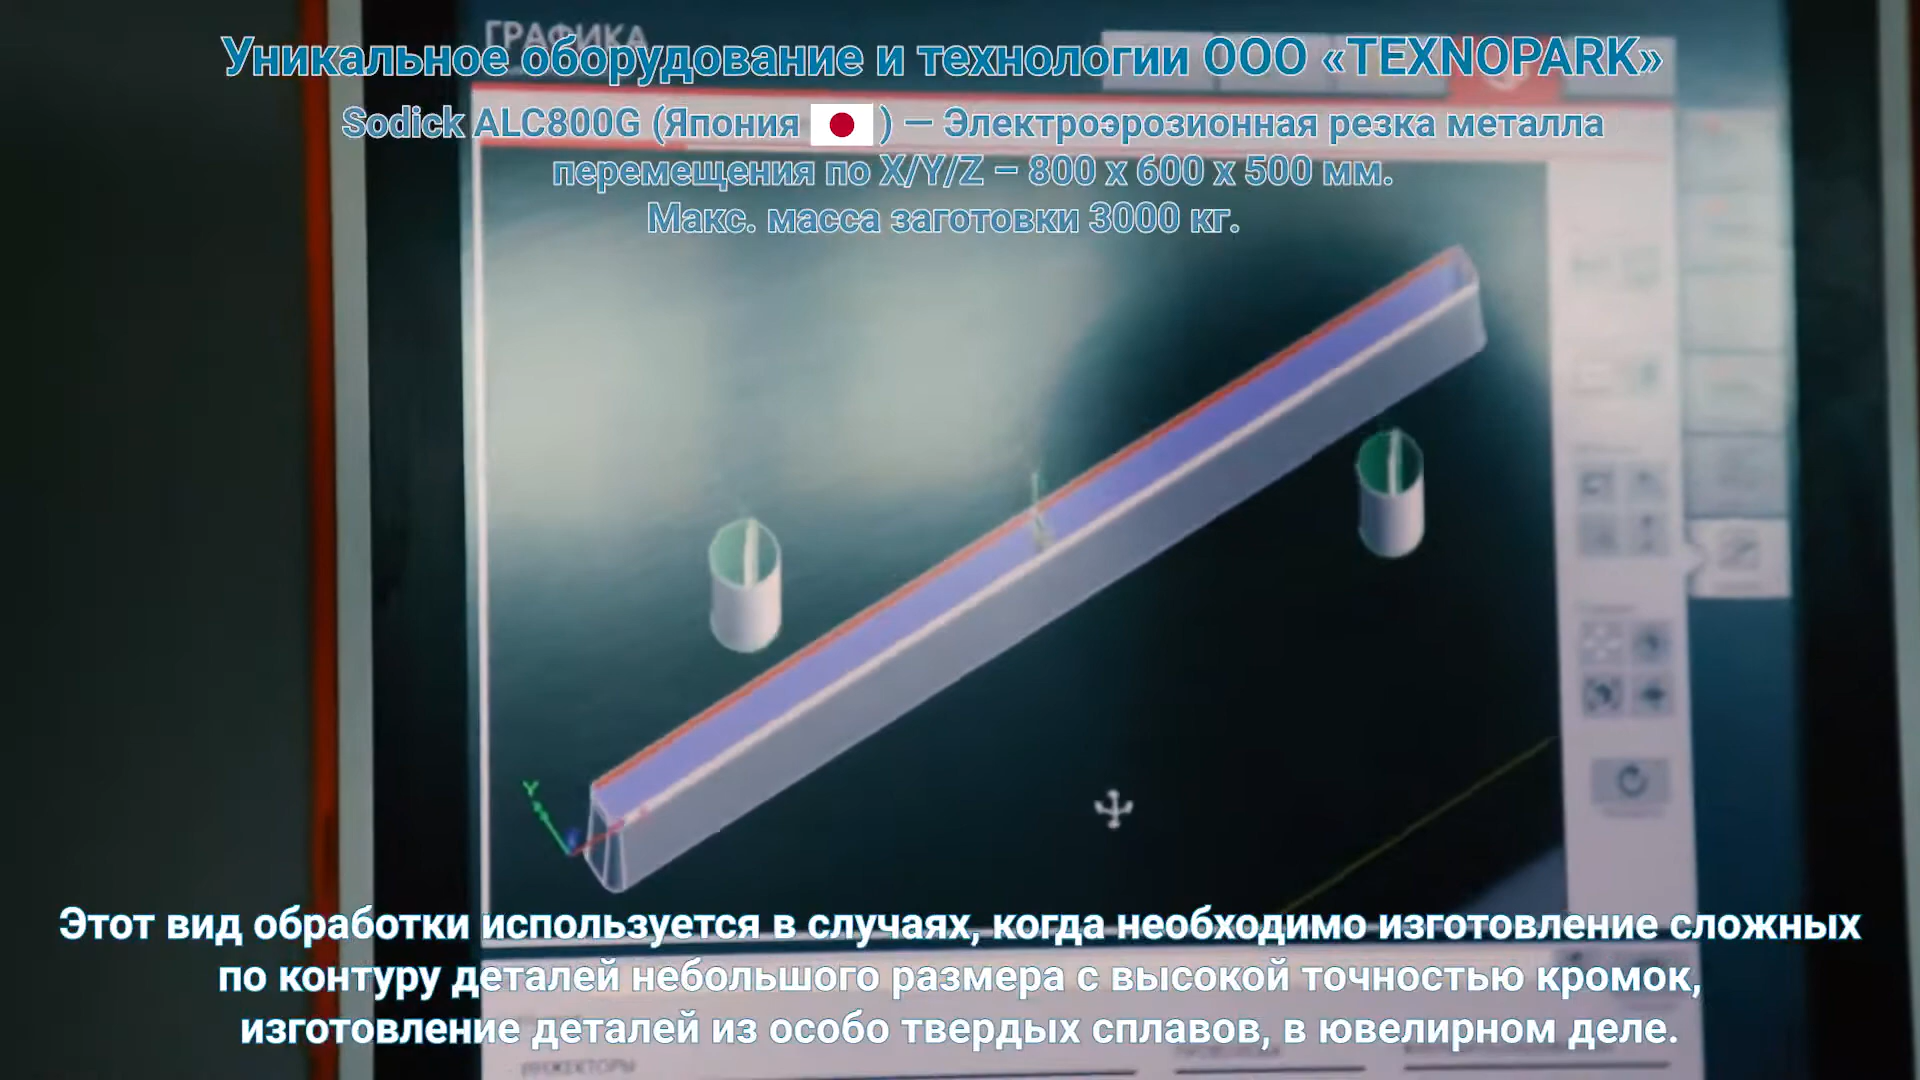 ГРАФИКА
Уникальное оборудование и технологии ООО «TEXNOPARK»
Sodick ALC800G (Япония ) — Электроэрозионная резка металла
перемещения по X/Y/Z – 800 x 600 x 500 мм.
Макс. масса заготовки 3000 кг.
Y
Этот вид обработки используется в случаях, когда необходимо изготовление сложных
по контуру деталей небольшого размера с высокой точностью кромок,
изготовление деталей из особо твердых сплавов, в ювелирном деле.
ИНЖЕКТОРЫ